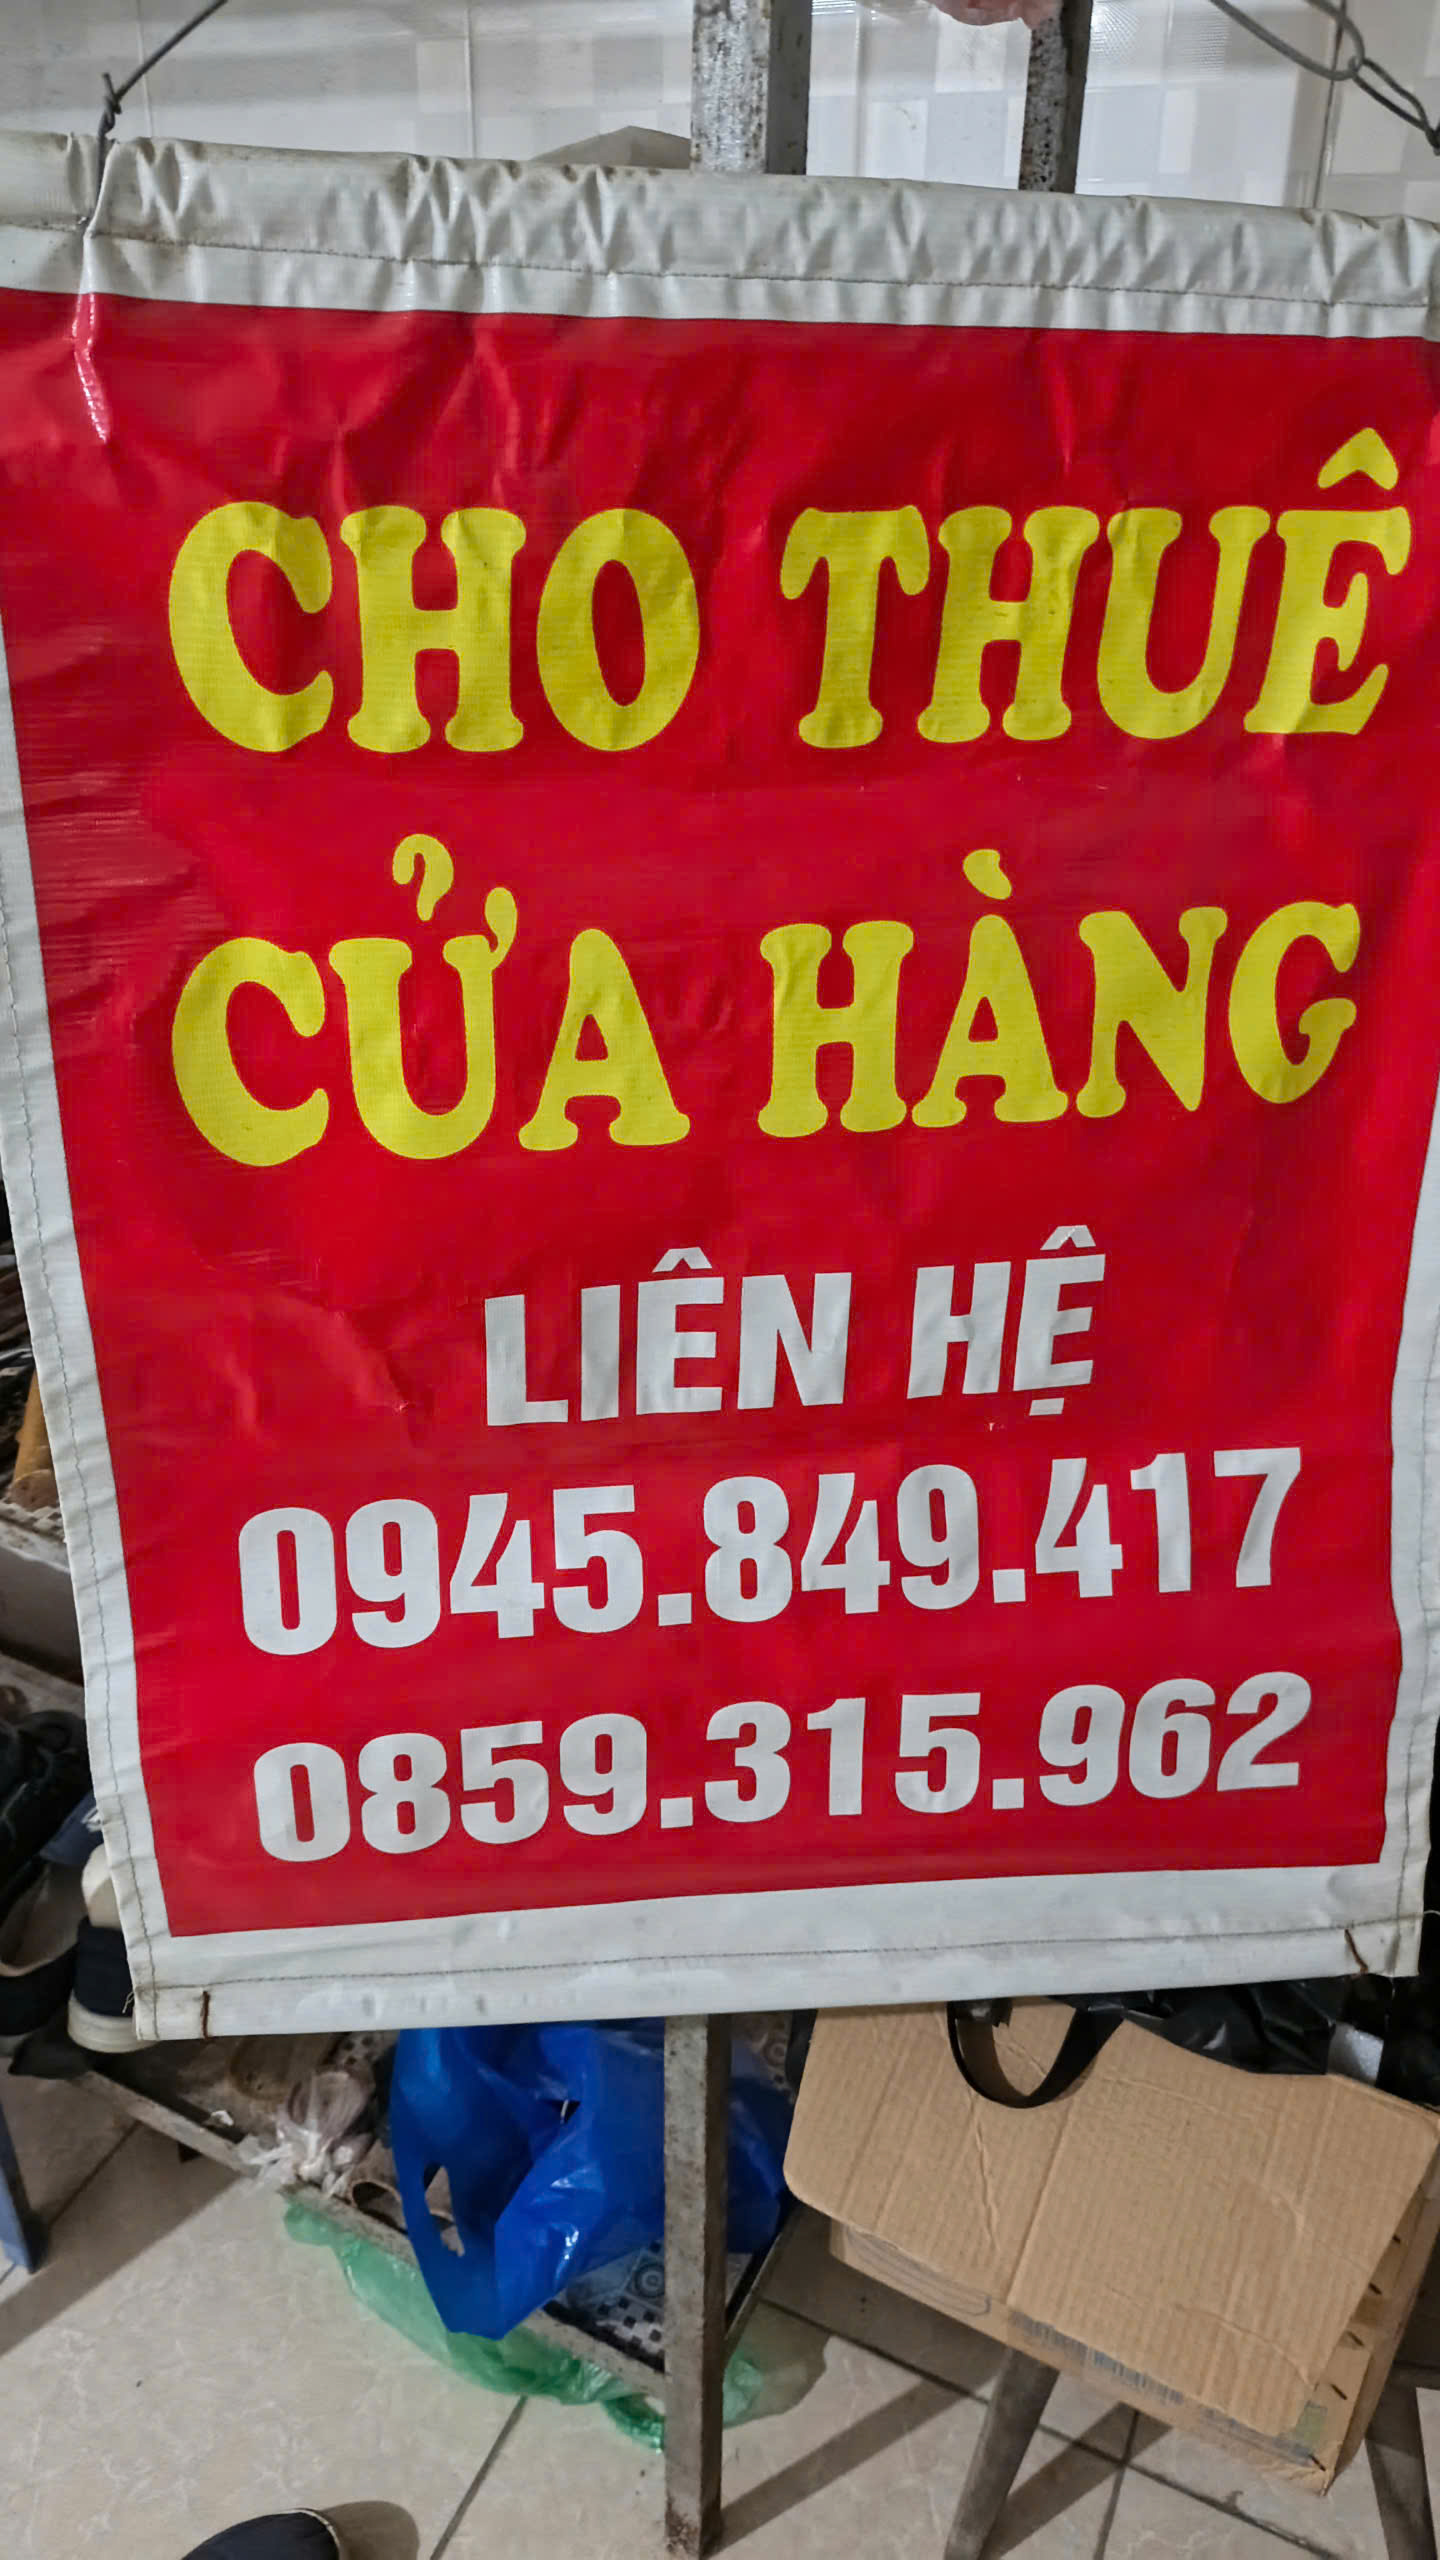 CHO THUÊ
CỬA HÀNG
LIÊN HỆ
0945.849.417
0859.315.962